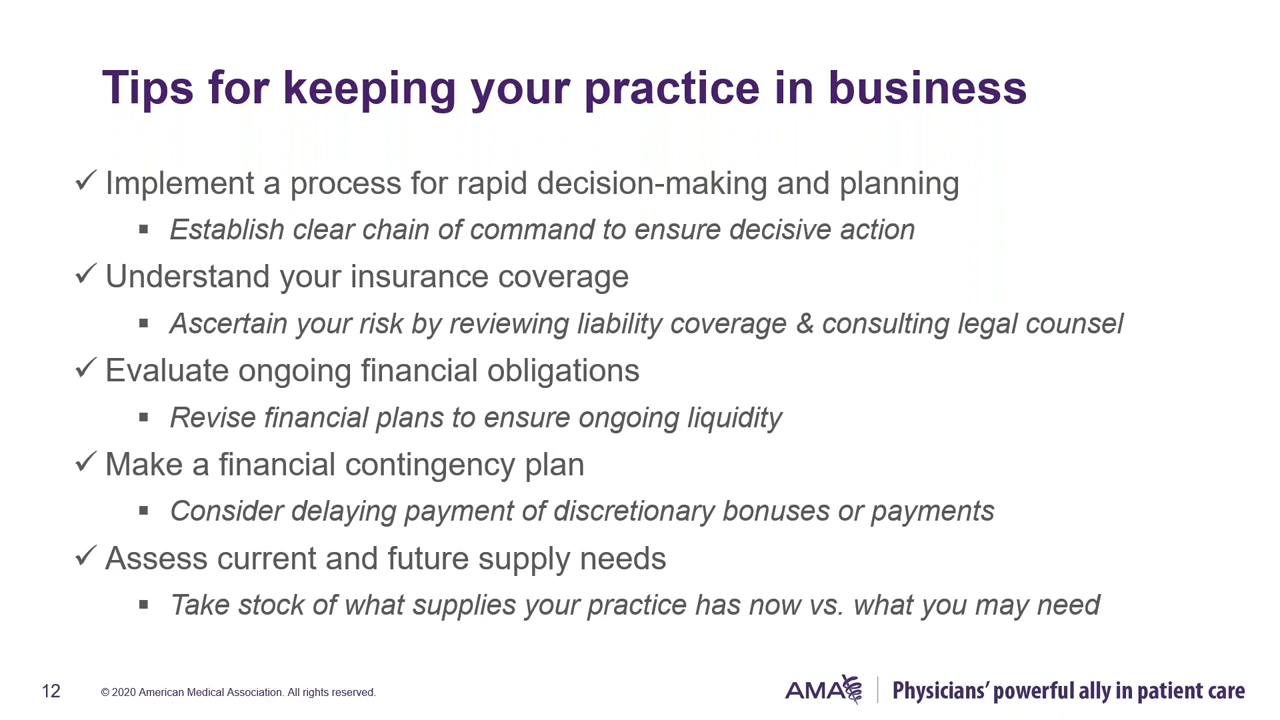 Tips for keeping your practice in business
✓ Implement a process for rapid decision-making and planning
▪ Establish clear chain of command to ensure decisive action
✓ Understand your insurance coverage
▪ Ascertain your risk by reviewing liability coverage & consulting legal counsel
✓ Evaluate ongoing financial obligations
▪ Revise financial plans to ensure ongoing liquidity
✓ Make a financial contingency plan
▪ Consider delaying payment of discretionary bonuses or payments
✓ Assess current and future supply needs
▪ Take stock of what supplies your practice has now vs. what you may need
12 © 2020 American Medical Association. All rights reserved. AMA Physicians’ powerful ally in patient care